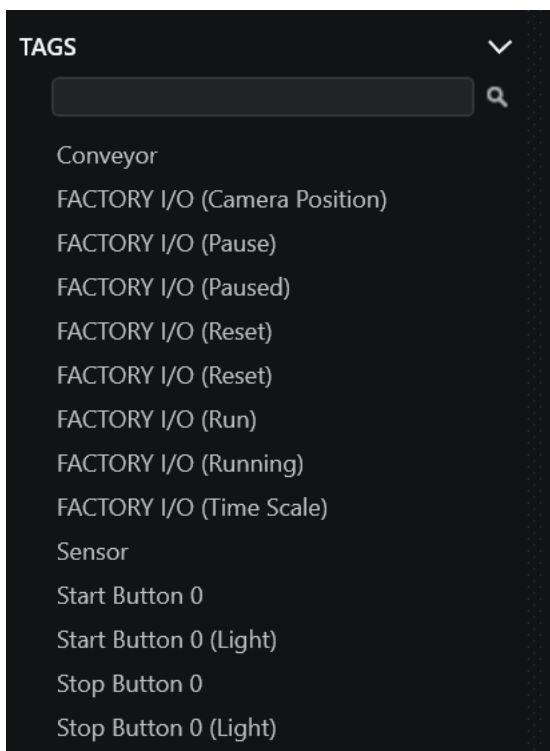 TAGS
Conveyor
FACTORY I/O (Camera Position)
FACTORY I/O (Pause)
FACTORY I/O (Paused)
FACTORY I/O (Reset)
FACTORY I/O (Reset)
FACTORY I/O (Run)
FACTORY I/O (Running)
FACTORY I/O (Time Scale)
Sensor
Start Button 0
Start Button 0 (Light)
Stop Button 0
Stop Button 0 (Light)